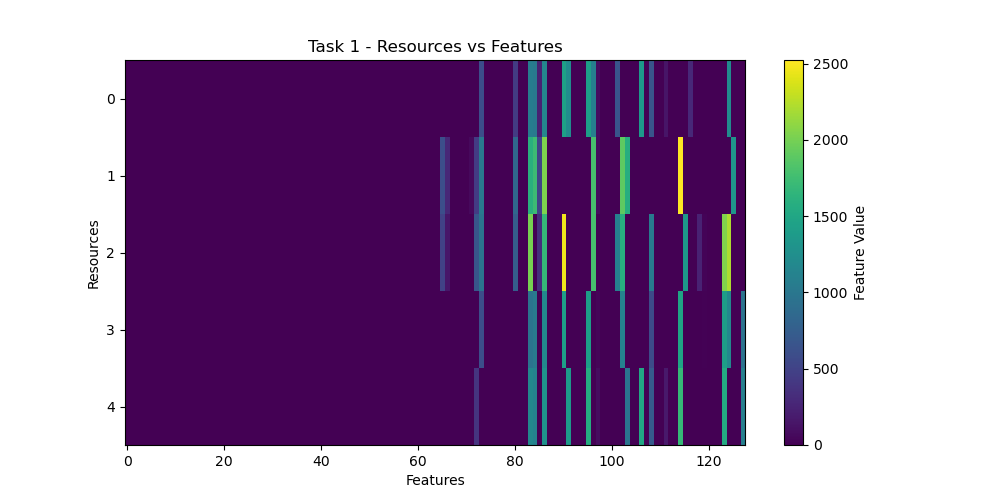 Task 1 - Resources vs Features
Resources
0
1
2
3
4
0 20 40 60 80 100 120
Features
2500
2000
1500
1000
500
0
Feature Value